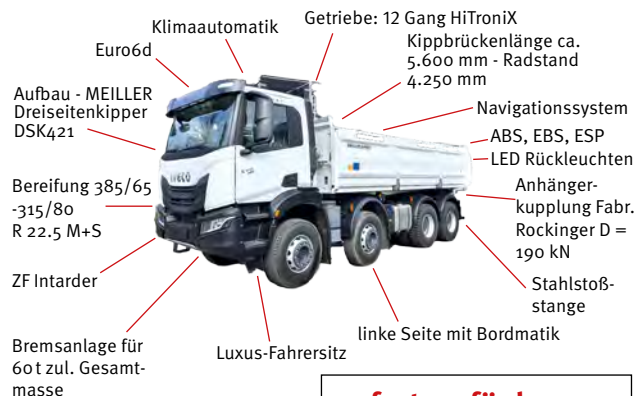 Klimaautomatik
Getriebe: 12 Gang HiTroniX
Euro6d
Kippbrückenlänge ca.
5.600 mm - Radstand
4.250 mm
Aufbau - MEILLER
Dreiseitenkipper
DSK421
Navigationssystem
ABS, EBS, ESP
LED Rückleuchten
Bereifung 385/65
-315/80
R 22.5 M+S
Anhänger-
kupplung Fabr.
Rockinger D =
190 kN
ZF Intarder
Stahlstoß-
stange
linke Seite mit Bordmatik
Luxus-Fahrersitz
Bremsanlage für
60 t zul. Gesamt-
masse
IVECO